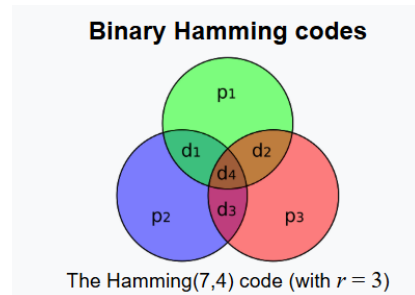 Binary Hamming codes
p1
d1 d2
d4
p2 d3 p3
The Hamming(7,4) code (with r = 3)